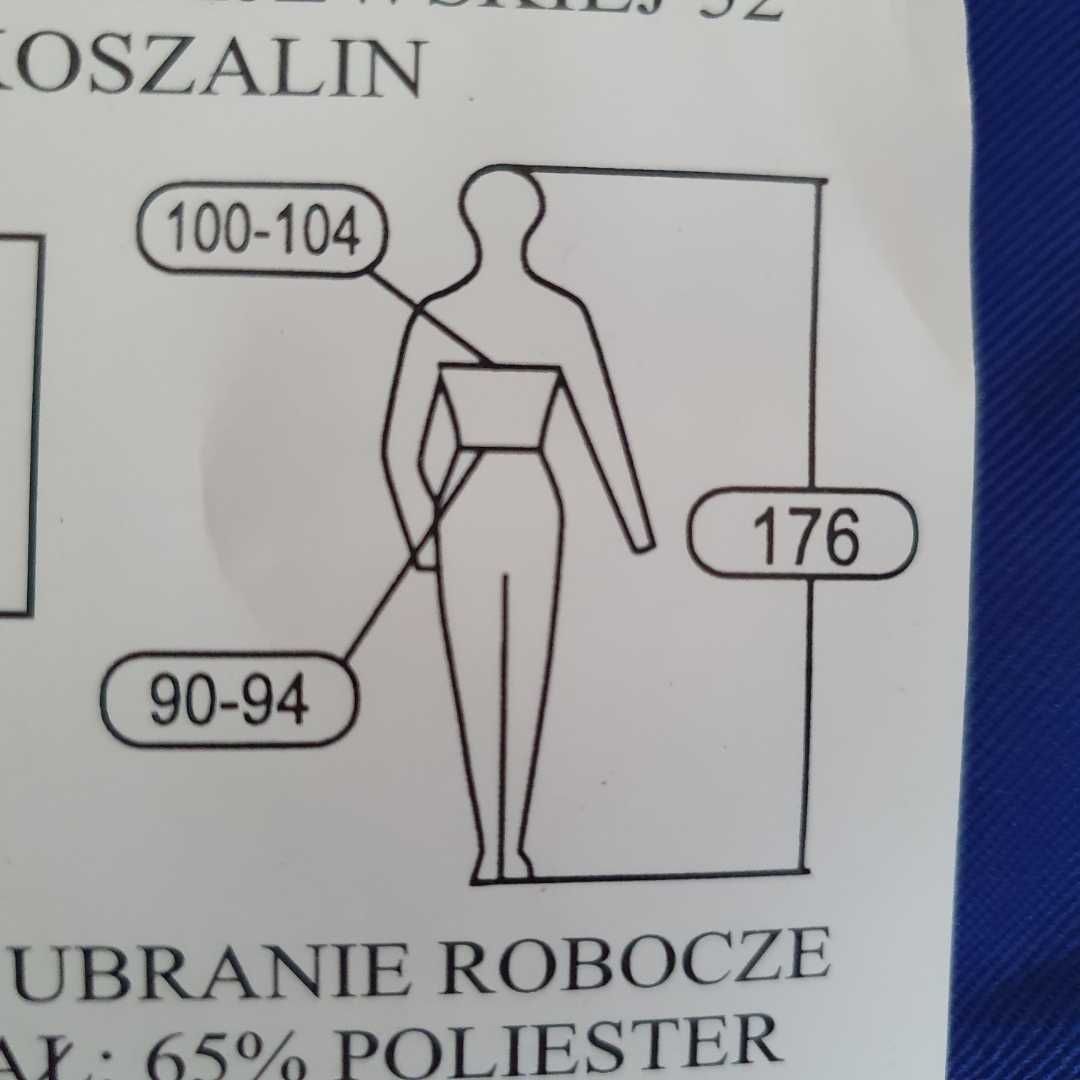 KOSZALIN
100-104
176
90-94
UBRANIE ROBOCZE
65% POLIESTER